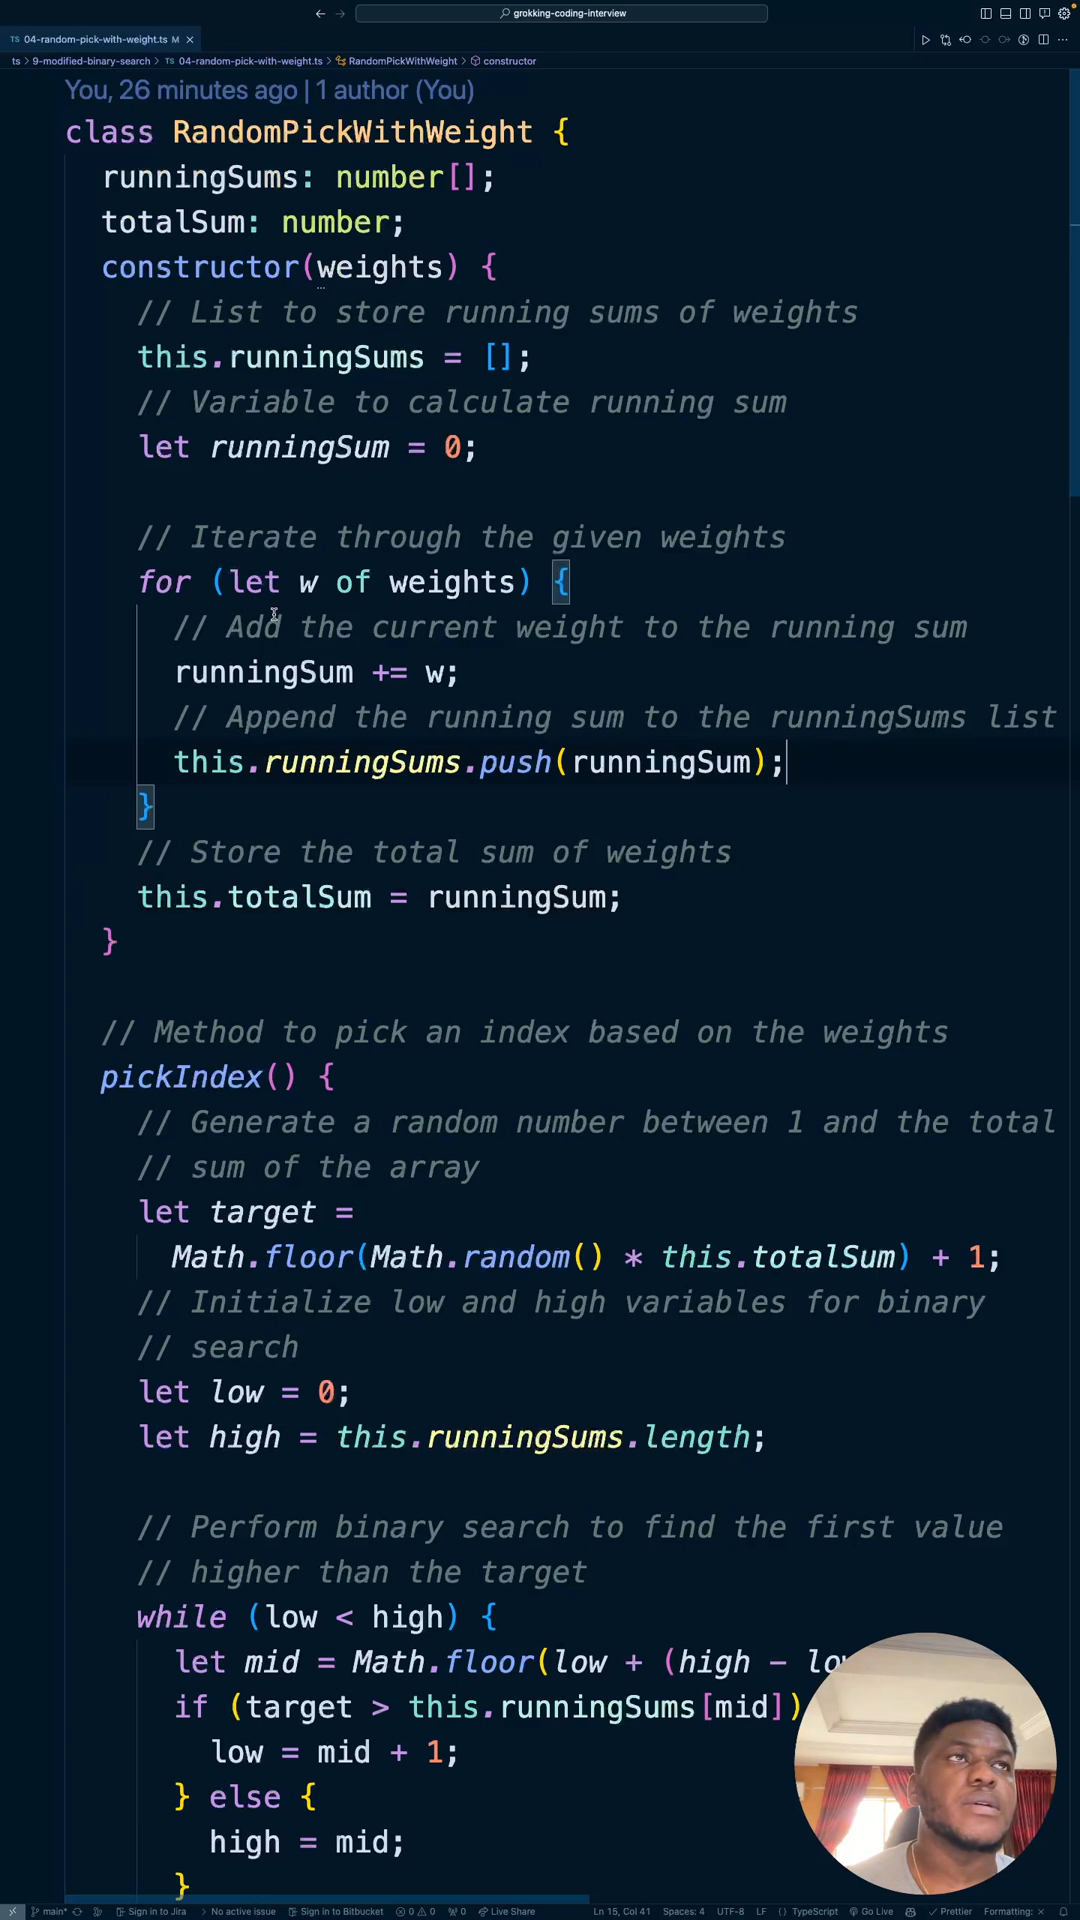 grokking-coding-interview
TS 04-random-pick-with-weight.ts M
ts > 9-modified-binary-search > TS 04-random-pick-with-weight.ts > RandomPickWithWeight > constructor
You, 26 minutes ago | 1 author (You)
class RandomPickWithWeight {
runningSums: number[];
totalSum: number;
constructor(weights) {
// List to store running sums of weights
this.runningSums = [];
// Variable to calculate running sum
let runningSum = 0;
// Iterate through the given weights
for (let w of weights) {
// Add the current weight to the running sum
runningSum += w;
// Append the running sum to the runningSums list
this.runningSums.push(runningSum);
}
// Store the total sum of weights
this.totalSum = runningSum;
}
// Method to pick an index based on the weights
pickIndex() {
// Generate a random number between 1 and the total
// sum of the array
let target =
Math.floor(Math.random() * this.totalSum) + 1;
// Initialize low and high variables for binary
// search
let low = 0;
let high = this.runningSums.length;
// Perform binary search to find the first value
// higher than the target
while (low < high) {
let mid = Math.floor(low + (high - lo
if (target > this.runningSums[mid])
low = mid + 1;
} else {
high = mid;
}
main* Sign in to Jira No active issue Sign in to Bitbucket 0 0 0 Live Share Ln 15, Col 41 Spaces: 4 UTF-8 LF {} TypeScript Go Live Prettier Formatting: ×